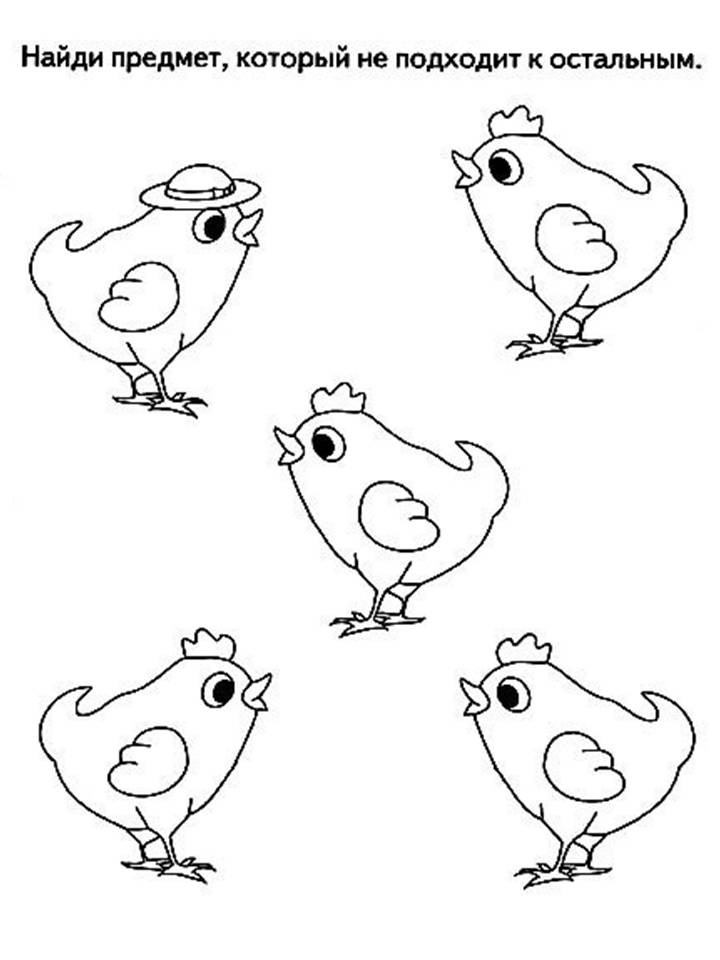 Найди предмет, который не подходит к остальным.